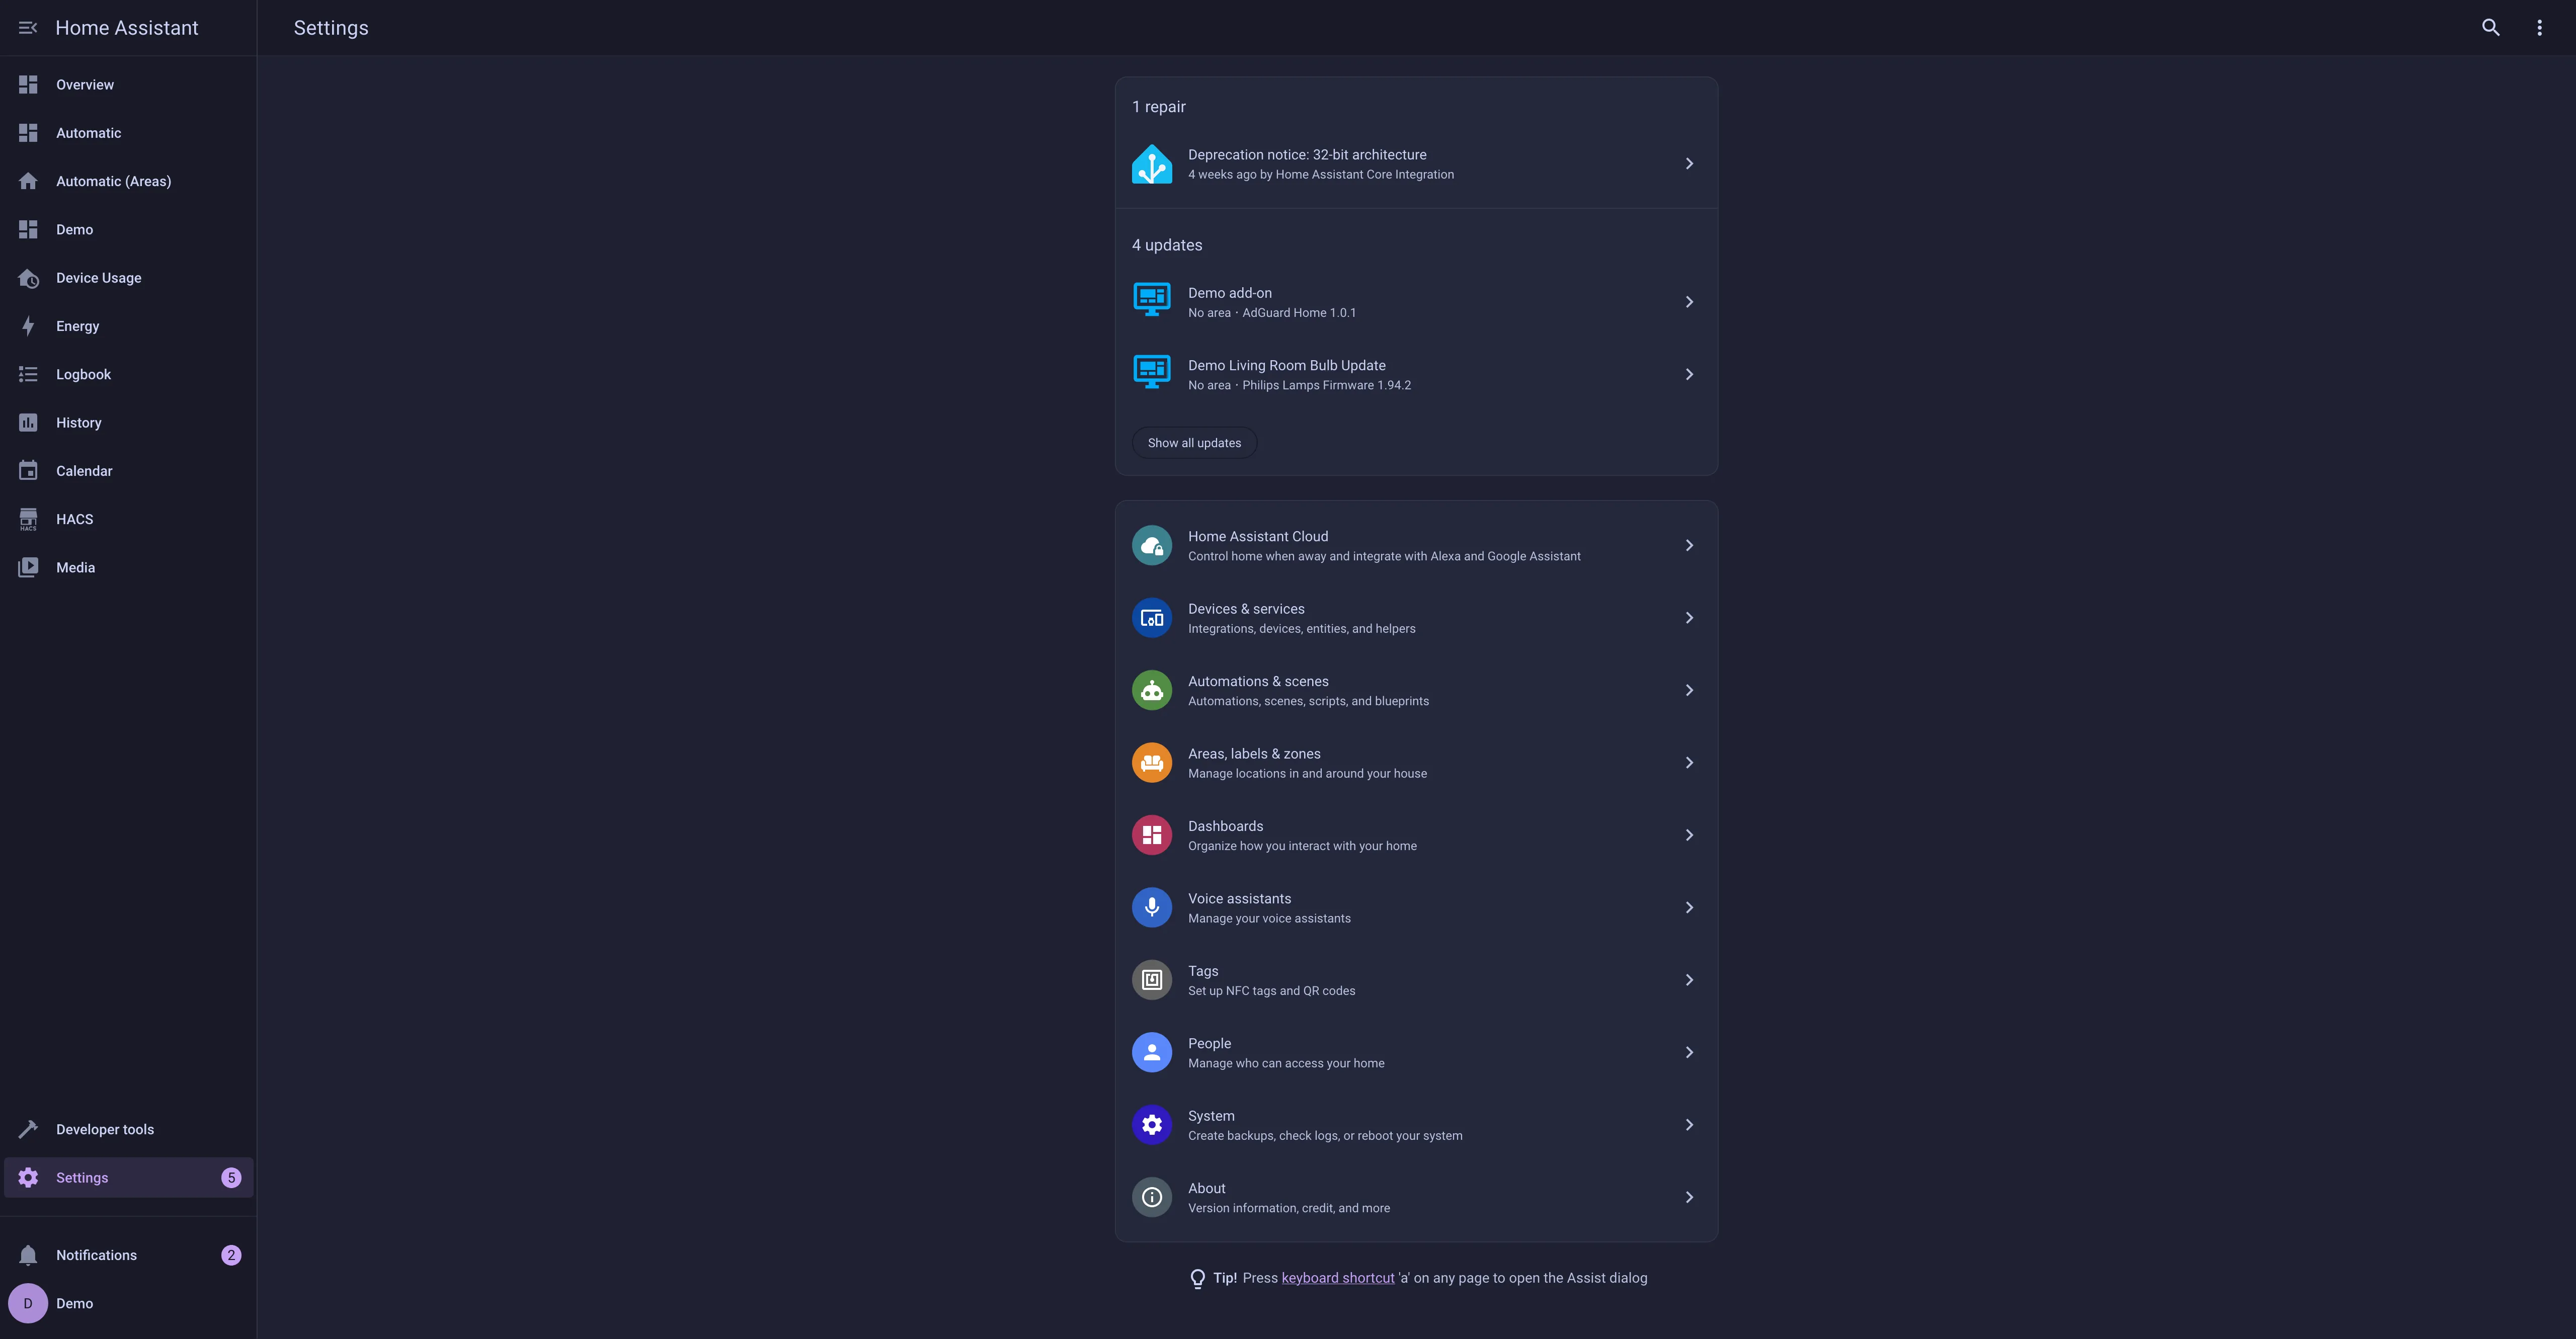 Home Assistant
Settings
Overview
Automatic
Automatic (Areas)
Demo
Device Usage
Energy
Logbook
History
Calendar
HACS
HACS
Media
Developer tools
Settings 5
Notifications 2
D Demo
1 repair
Deprecation notice: 32-bit architecture
4 weeks ago by Home Assistant Core Integration
4 updates
Demo add-on
No area · AdGuard Home 1.0.1
Demo Living Room Bulb Update
No area · Philips Lamps Firmware 1.94.2
Show all updates
Home Assistant Cloud
Control home when away and integrate with Alexa and Google Assistant
Devices & services
Integrations, devices, entities, and helpers
Automations & scenes
Automations, scenes, scripts, and blueprints
Areas, labels & zones
Manage locations in and around your house
Dashboards
Organize how you interact with your home
Voice assistants
Manage your voice assistants
Tags
Set up NFC tags and QR codes
People
Manage who can access your home
System
Create backups, check logs, or reboot your system
About
Version information, credit, and more
Tip! Press keyboard shortcut 'a' on any page to open the Assist dialog